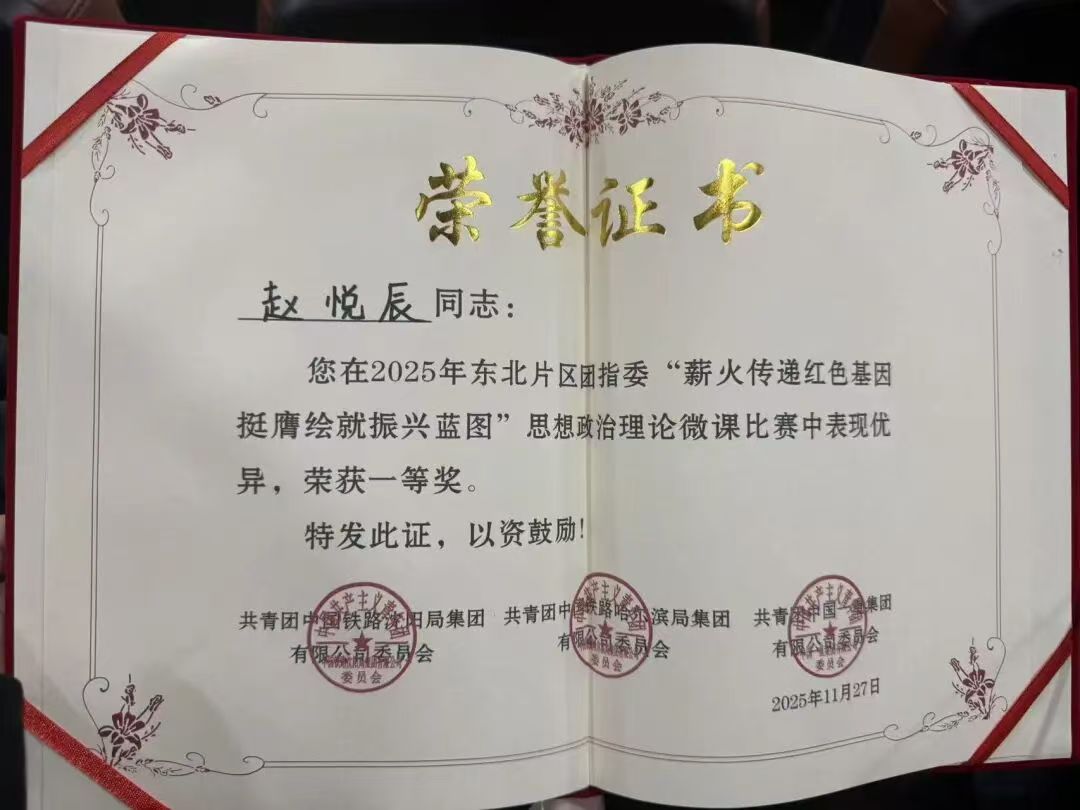 荣誉证书
赵悦辰同志：
您在2025年东北片区团指委“薪火传递红色基因
挺膺绘就振兴蓝图”思想政治理论微课比赛中表现优
异，荣获一等奖。
特发此证，以资鼓励！
共青团中国铁路沈阳局集团
有限公司委员会
共青团中国铁路哈尔滨局集团
有限公司委员会
共青团中国一重集团
有限公司委员会
委员会
委员会
2025年11月27日